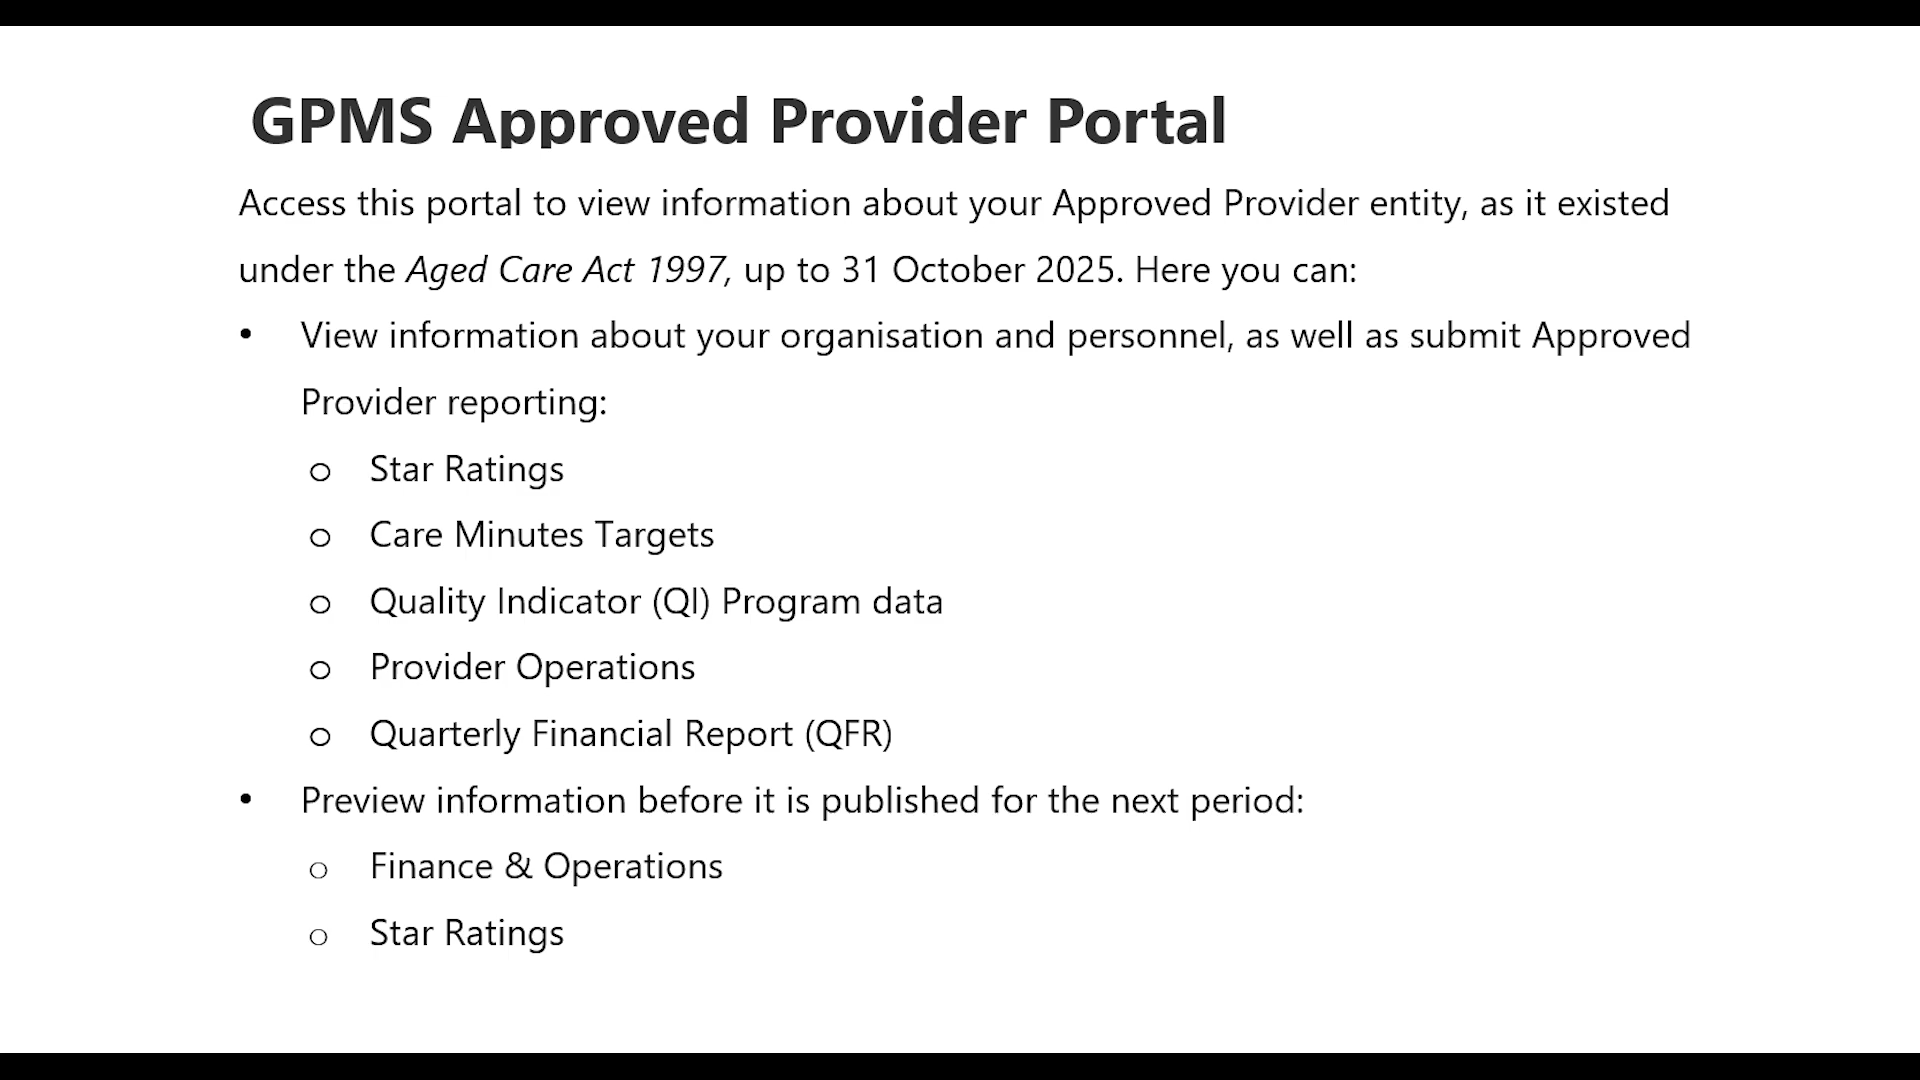 GPMS Approved Provider Portal
Access this portal to view information about your Approved Provider entity, as it existed
under the Aged Care Act 1997, up to 31 October 2025. Here you can:
• View information about your organisation and personnel, as well as submit Approved
Provider reporting:
o Star Ratings
o Care Minutes Targets
o Quality Indicator (QI) Program data
o Provider Operations
o Quarterly Financial Report (QFR)
• Preview information before it is published for the next period:
o Finance & Operations
o Star Ratings